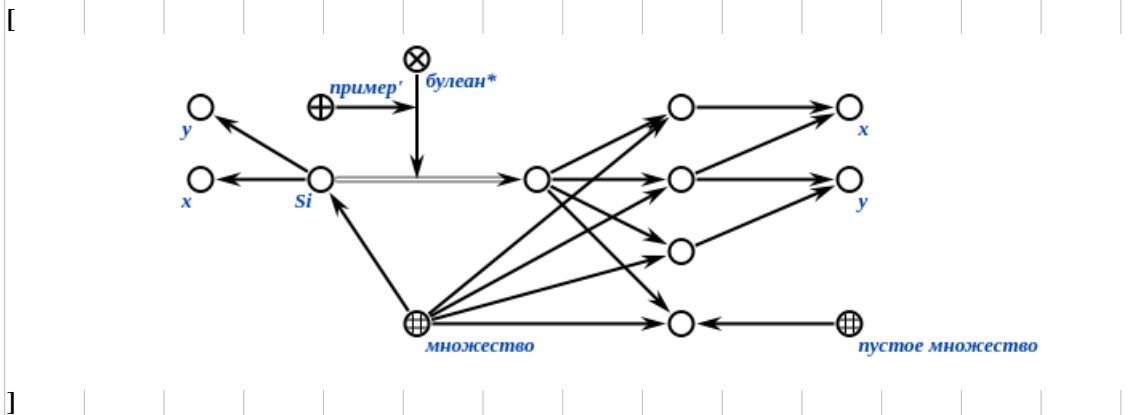 [
булеан*
пример'
y
x
x
Si
y
множество
пустое множество
]